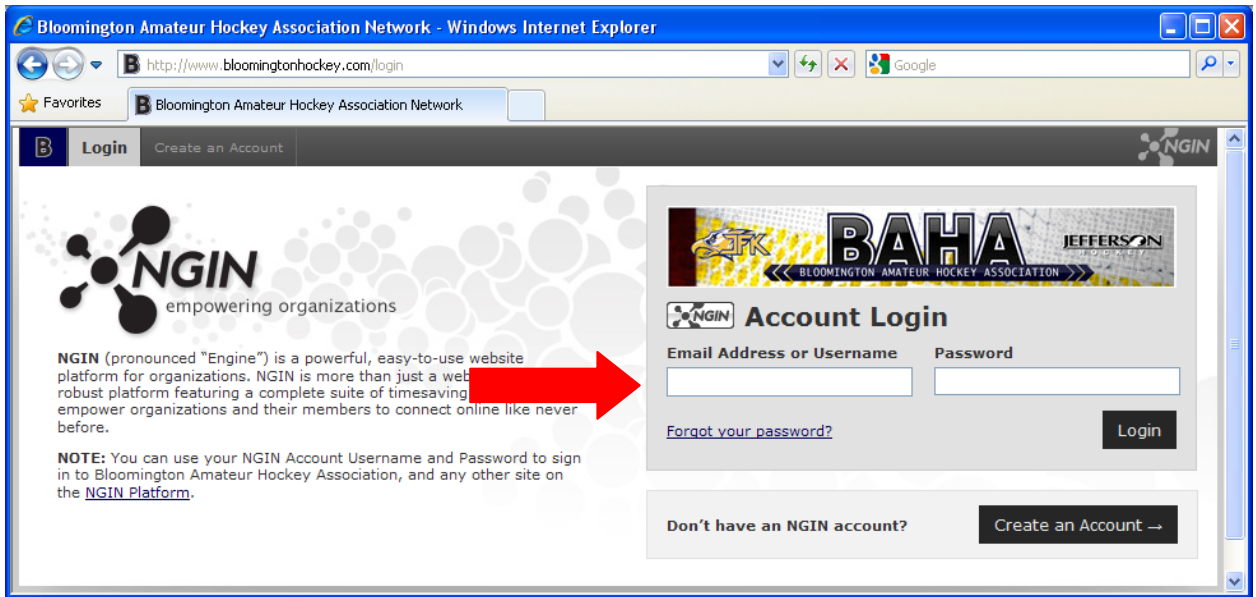 Bloomington Amateur Hockey Association Network - Windows Internet Explorer
B http://www.bloomingtonhockey.com/login
Google
Favorites
B Bloomington Amateur Hockey Association Network
B Login Create an Account
NGIN
NGIN
empowering organizations
NGIN (pronounced “Engine”) is a powerful, easy-to-use website
platform for organizations. NGIN is more than just a web
robust platform featuring a complete suite of timesaving
empower organizations and their members to connect online like never
before.
NOTE: You can use your NGIN Account Username and Password to sign
in to Bloomington Amateur Hockey Association, and any other site on
the NGIN Platform.
JFK BAHA JEFFERSON
HOCKEY
BLOOMINGTON AMATEUR HOCKEY ASSOCIATION
NGIN Account Login
Email Address or Username Password
Forgot your password? Login
Don’t have an NGIN account? Create an Account →